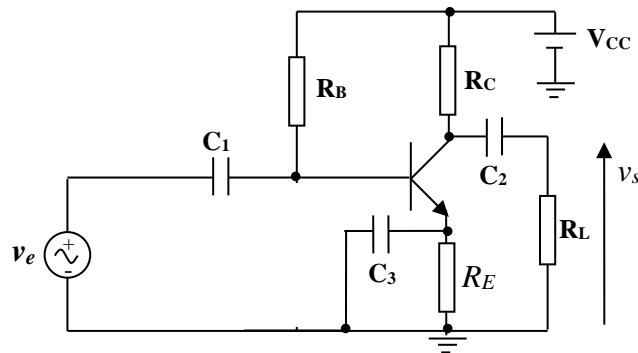 V_CC
R_B
R_C
C_1
C_2
v_s
v_e
+
-
C_3
R_E
R_L